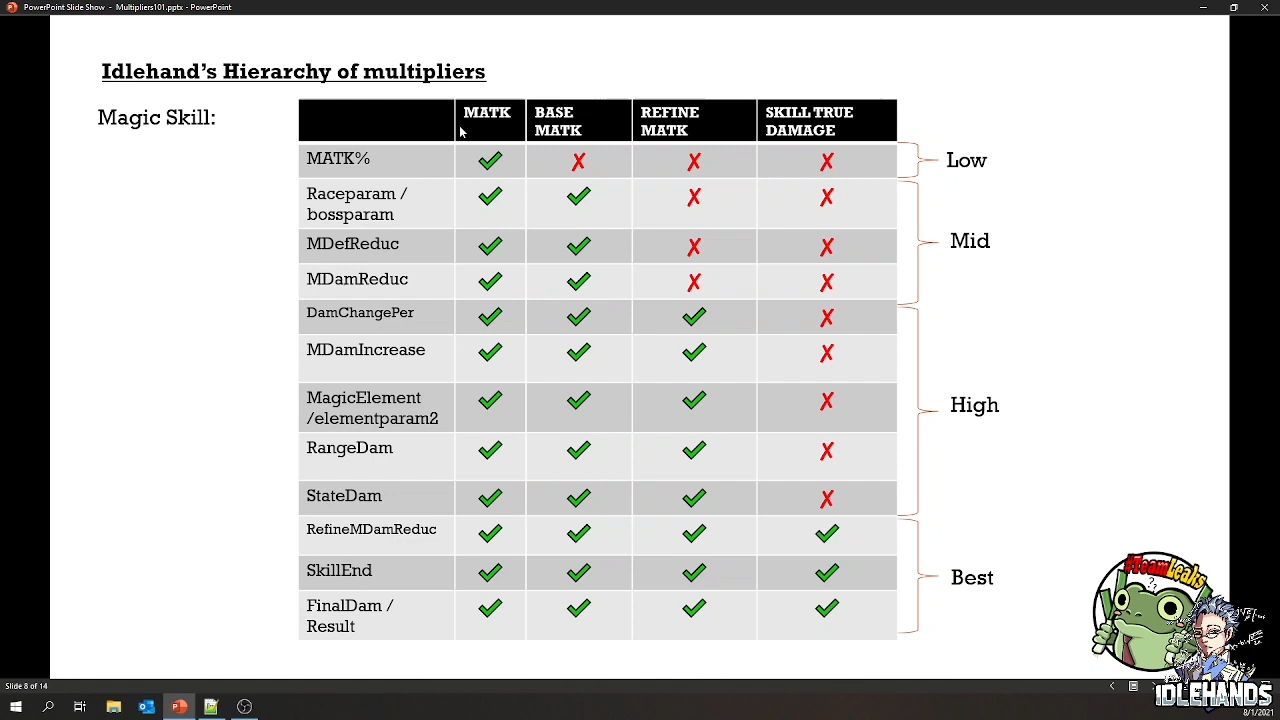 PowerPoint Slide Show - Multipliers101.pptx - PowerPoint
Idlehand's Hierarchy of multipliers
Magic Skill:
MATK BASE MATK REFINE MATK SKILL TRUE DAMAGE
MATK% ✓ ✗ ✗ ✗
Low
Raceparam /
bossparam ✓ ✓ ✗ ✗
MDefReduc ✓ ✓ ✗ ✗
Mid
MDamReduc ✓ ✓ ✗ ✗
DamChangePer ✓ ✓ ✓ ✗
MDamIncrease ✓ ✓ ✓ ✗
MagicElement
/elementparam2 ✓ ✓ ✓ ✗
High
RangeDam ✓ ✓ ✓ ✗
StateDam ✓ ✓ ✓ ✗
RefineMDamReduc ✓ ✓ ✓ ✓
SkillEnd ✓ ✓ ✓ ✓
Best
FinalDam /
Result ✓ ✓ ✓ ✓
#TeamLeaks
IDLEHANDS
Slide 8 of 14
8/1/2021